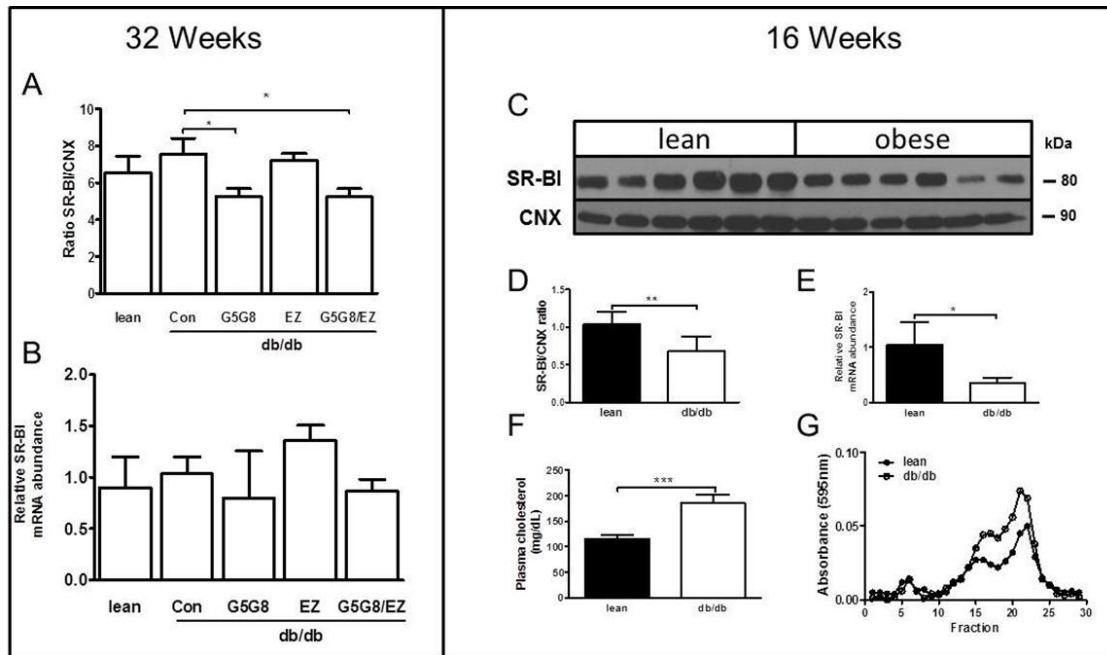 32 Weeks
16 Weeks
A
Ratio SR-BI/CNX
10
8
6
4
2
0
*
*
lean Con G5G8 EZ G5G8/EZ
db/db
B
Relative SR-BI
mRNA abundance
2.0
1.5
1.0
0.5
0.0
lean Con G5G8 EZ G5G8/EZ
db/db
C
lean obese kDa
SR-BI – 80
CNX – 90
D
SR-BI/CNX ratio
1.5
1.0
0.5
0.0
**
lean db/db
E
Relative SR-BI
mRNA abundance
2
1
0
*
lean db/db
F
Plasma cholesterol
(mg/dL)
250
200
150
100
50
0
***
lean db/db
G
lean
db/db
Absorbance (595nm)
0.10
0.05
0.00
0 5 10 15 20 25 30
Fraction